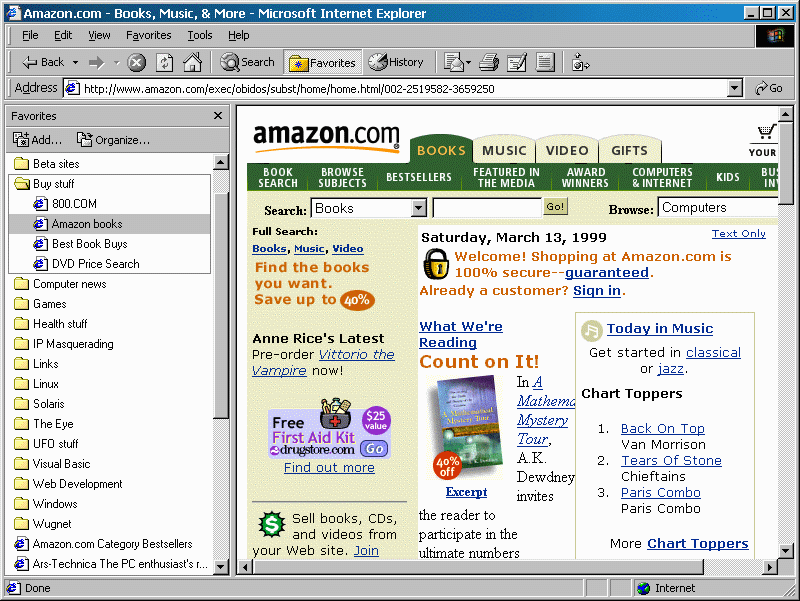 Amazon.com - Books, Music, & More - Microsoft Internet Explorer
File Edit View Favorites Tools Help
Back Search Favorites History
Address http://www.amazon.com/exec/obidos/subst/home/home.html/002-2519582-3659250 Go
Favorites
Add... Organize...
Beta sites
Buy stuff
800.COM
Amazon books
Best Book Buys
DVD Price Search
Computer news
Games
Health stuff
IP Masquerading
Links
Linux
Solaris
The Eye
UFO stuff
Visual Basic
Web Development
Windows
Wugnet
Amazon.com Category Bestsellers
Ars-Technica The PC enthusiast's r...
amazon.com
BOOKS MUSIC VIDEO GIFTS
YOUR
BOOK SEARCH
BROWSE SUBJECTS
BESTSELLERS
FEATURED IN THE MEDIA
AWARD WINNERS
COMPUTERS & INTERNET
KIDS
BUS
INV
Search: Books Go! Browse: Computers
Full Search:
Books, Music, Video
Find the books
you want.
Save up to 40%
Anne Rice's Latest
Pre-order Vittorio the
Vampire now!
Free
First Aid Kit
$25 value
drugstore.com
Go
Find out more
Sell books, CDs,
and videos from
your Web site. Join
Saturday, March 13, 1999
Text Only
Welcome! Shopping at Amazon.com is
100% secure--guaranteed.
Already a customer? Sign in.
What We're
Reading
Count on It!
A Mathematical
Mystery Tour
40% off
Excerpt
In A
Mathema
Mystery
Tour,
A.K.
Dewdney
invites
the reader to
participate in the
ultimate numbers
Today in Music
Get started in classical
or jazz.
Chart Toppers
1. Back On Top
Van Morrison
2. Tears Of Stone
Chieftains
3. Paris Combo
Paris Combo
More Chart Toppers
Done
Internet